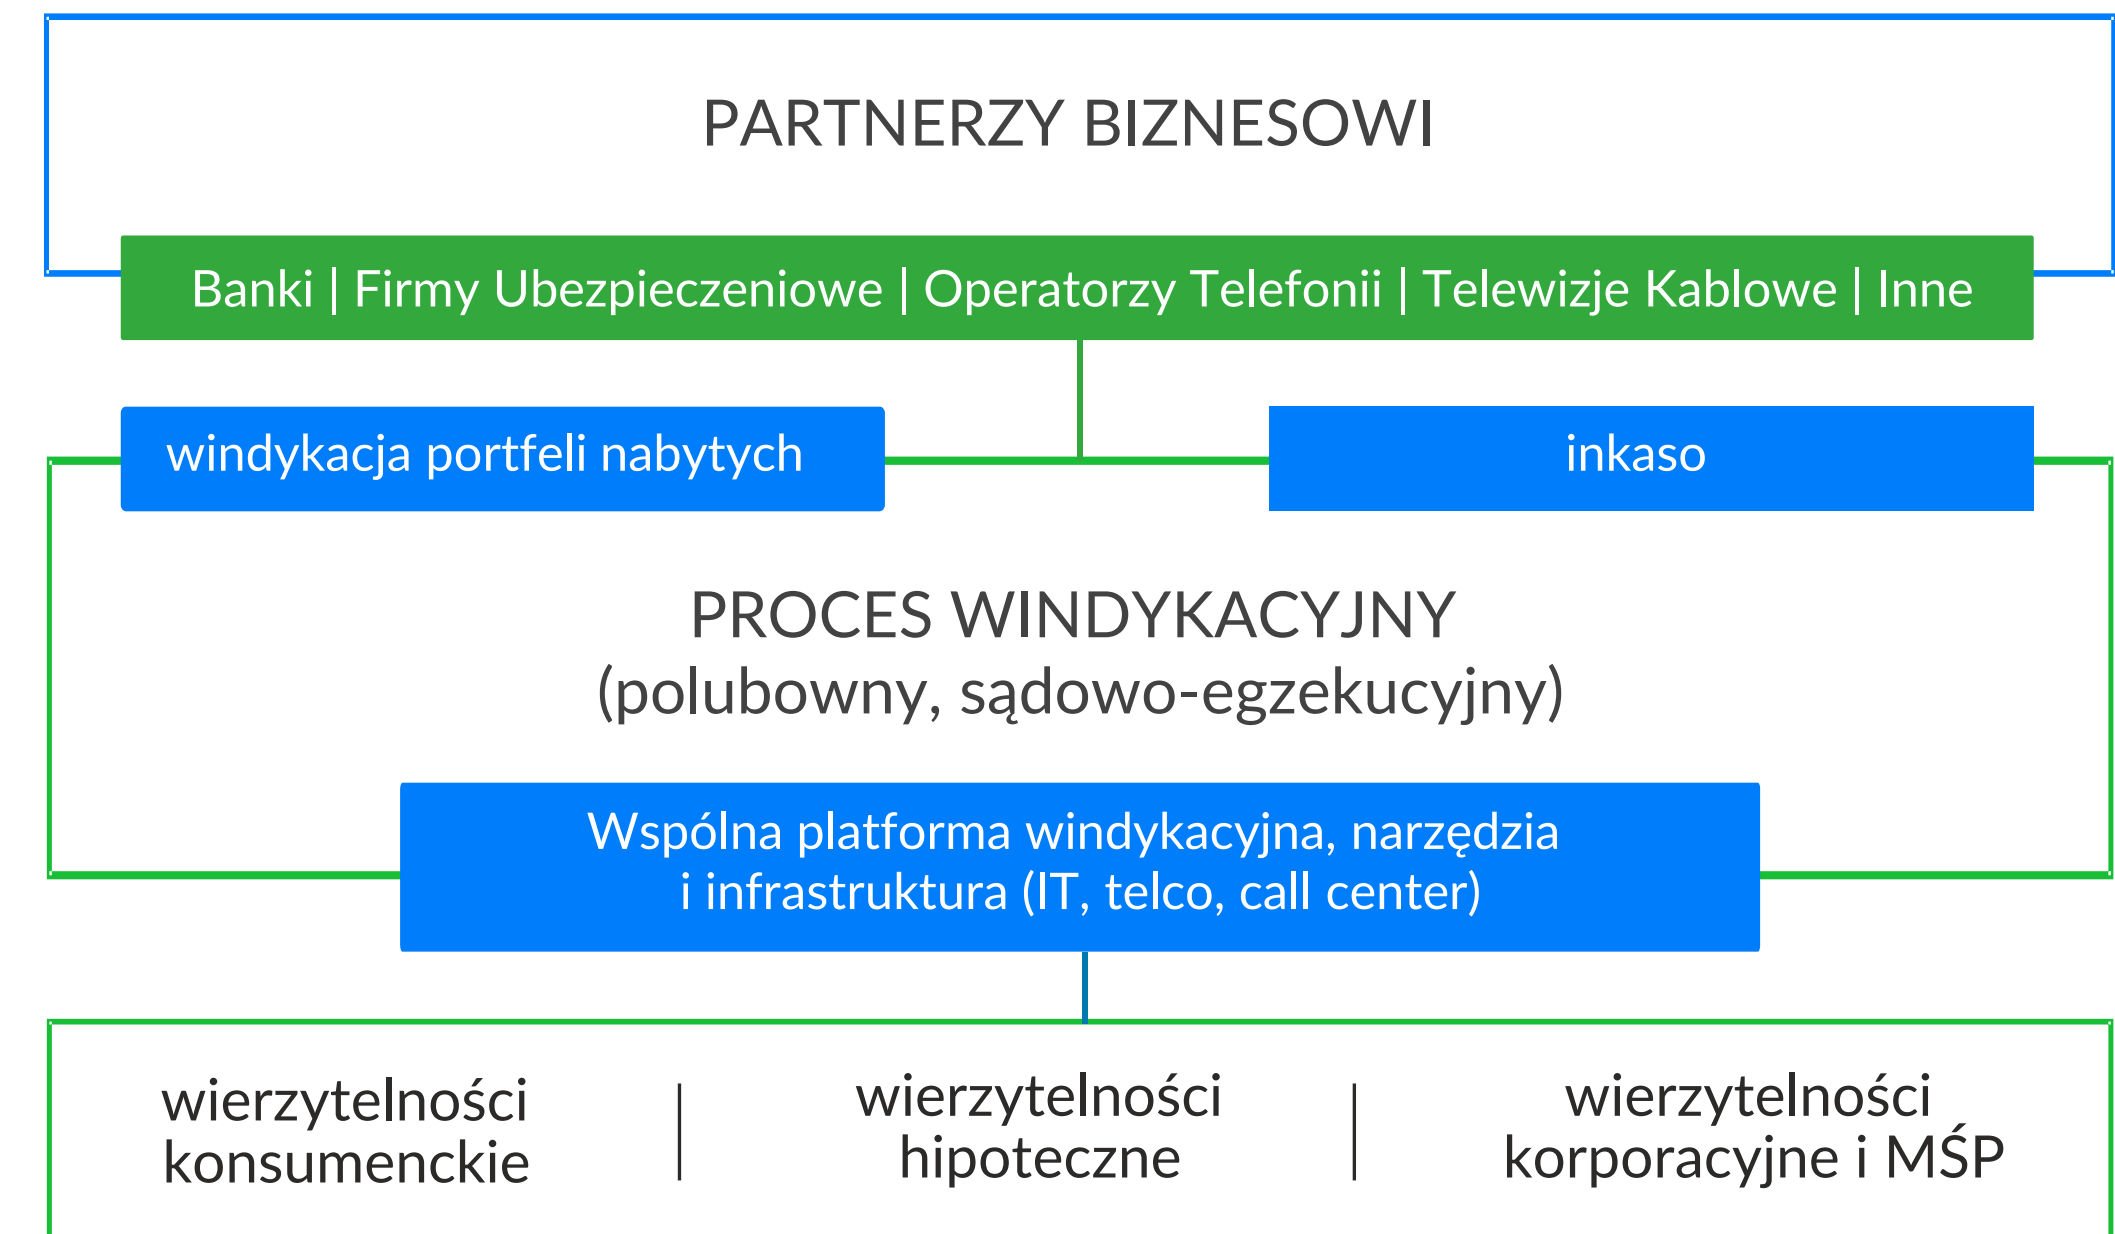 PARTNERZY BIZNESOWI
Banki | Firmy Ubezpieczeniowe | Operatorzy Telefonii | Telewizje Kablowe | Inne
windykacja portfeli nabytych
inkaso
PROCES WINDYKACYJNY
(polubowny, sądowo-egzekucyjny)
Wspólna platforma windykacyjna, narzędzia
i infrastruktura (IT, telco, call center)
wierzytelności
konsumenckie
wierzytelności
hipoteczne
wierzytelności
korporacyjne i MŚP